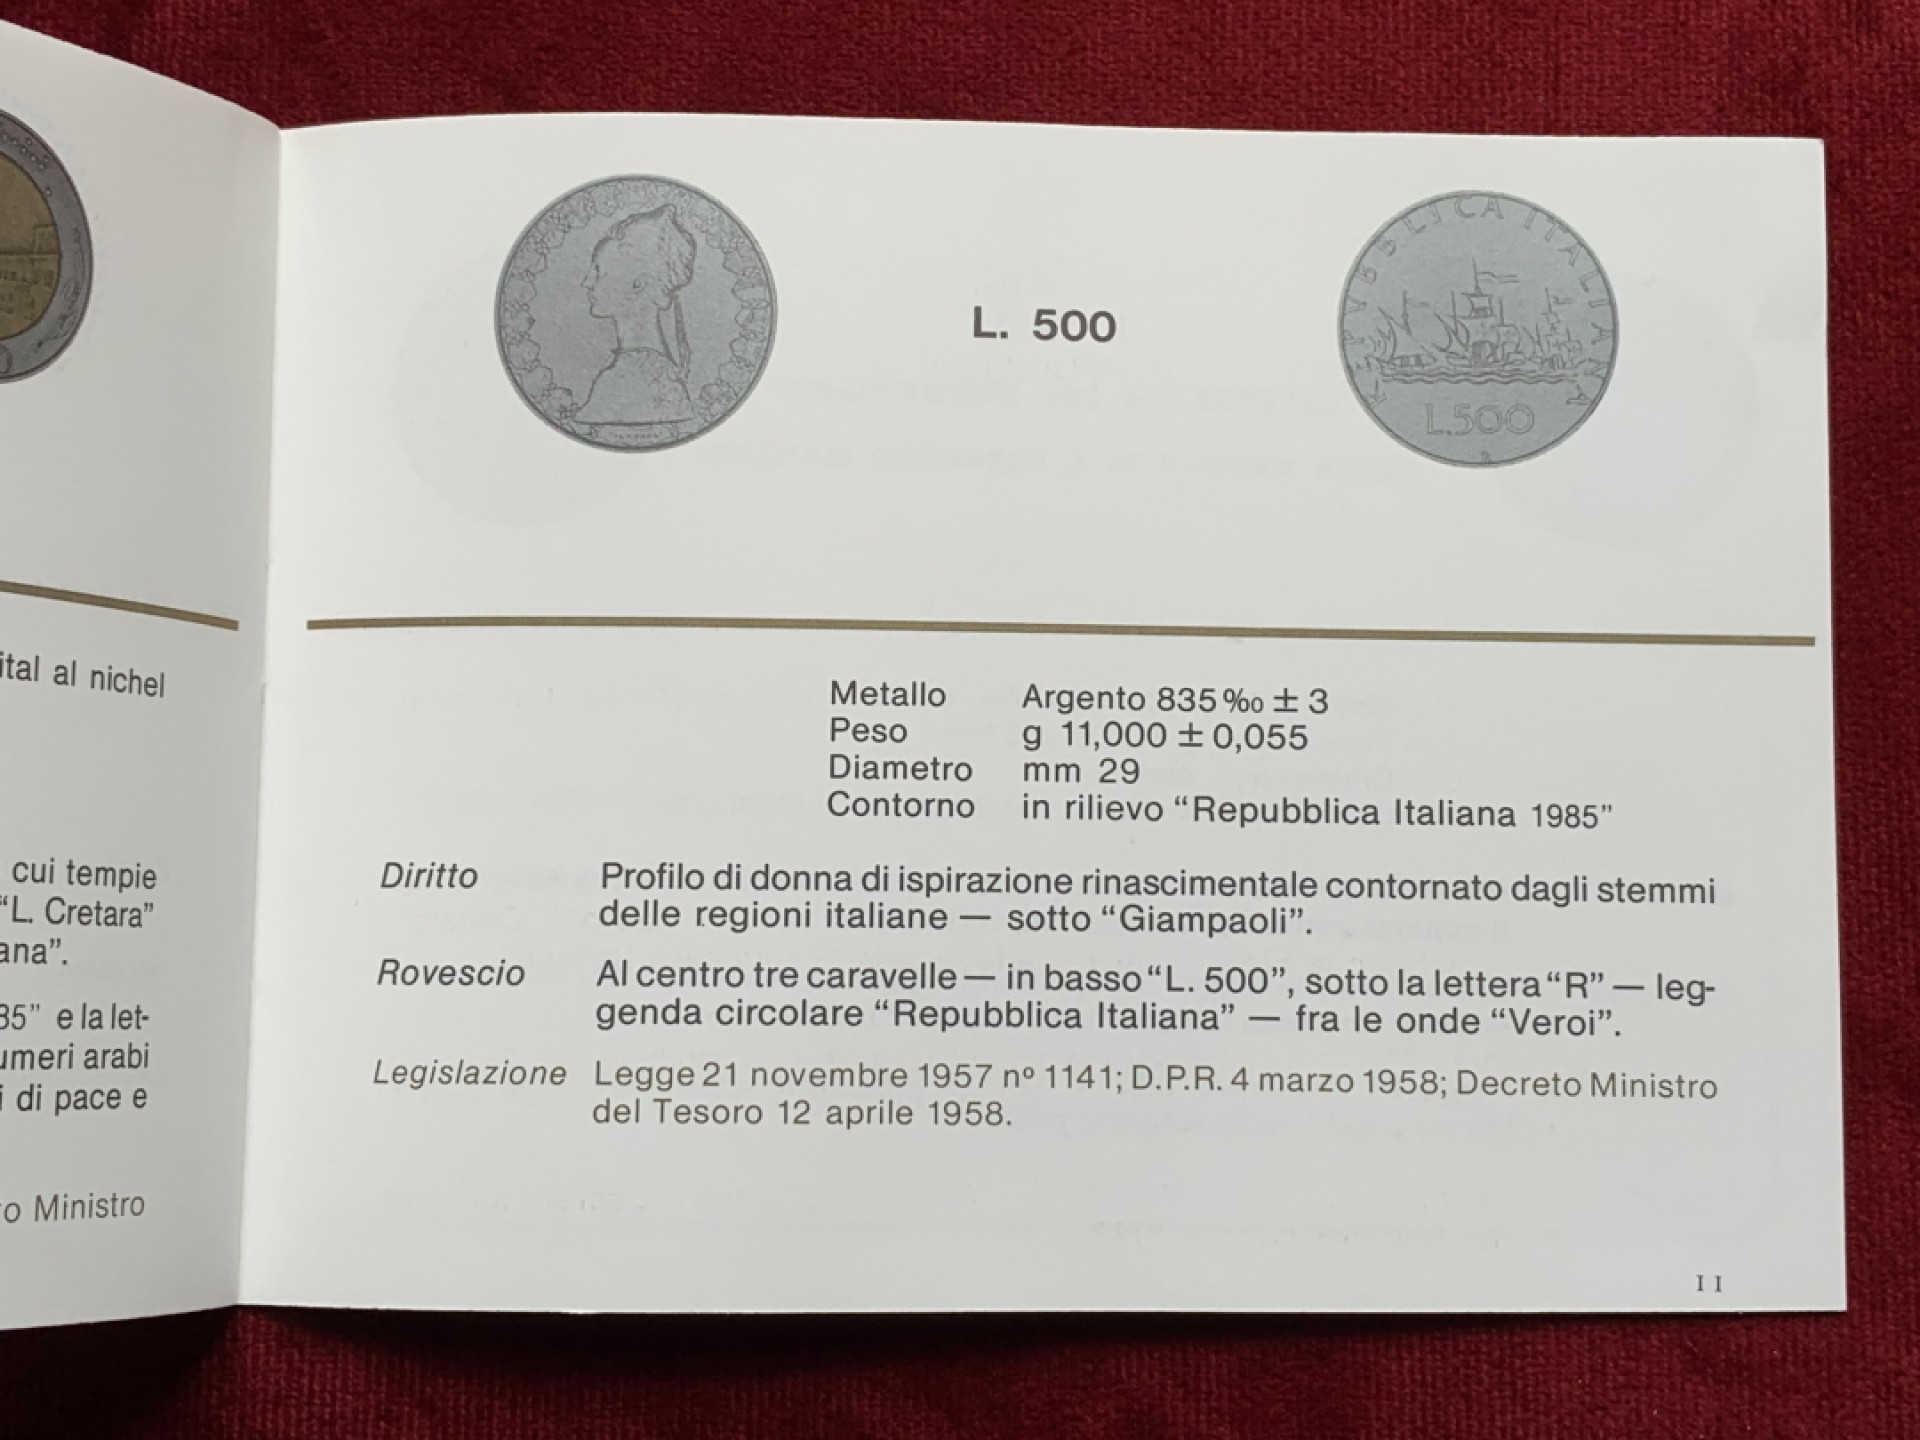 ital al nichel
cui tempie
“L. Cretara”
ana”.
85” e la let-
umeri arabi
i di pace e
o Ministro
REPVBBLICA ITALIANA
L.500
R
L. 500
Metallo Argento 835‰ ± 3
Peso g 11,000 ± 0,055
Diametro mm 29
Contorno in rilievo “Repubblica Italiana 1985”
Diritto Profilo di donna di ispirazione rinascimentale contornato dagli stemmi
delle regioni italiane — sotto “Giampaoli”.
Rovescio Al centro tre caravelle — in basso “L. 500”, sotto la lettera “R” — leg-
genda circolare “Repubblica Italiana” — fra le onde “Veroi”.
Legislazione Legge 21 novembre 1957 nº 1141; D.P.R. 4 marzo 1958; Decreto Ministro
del Tesoro 12 aprile 1958.
11